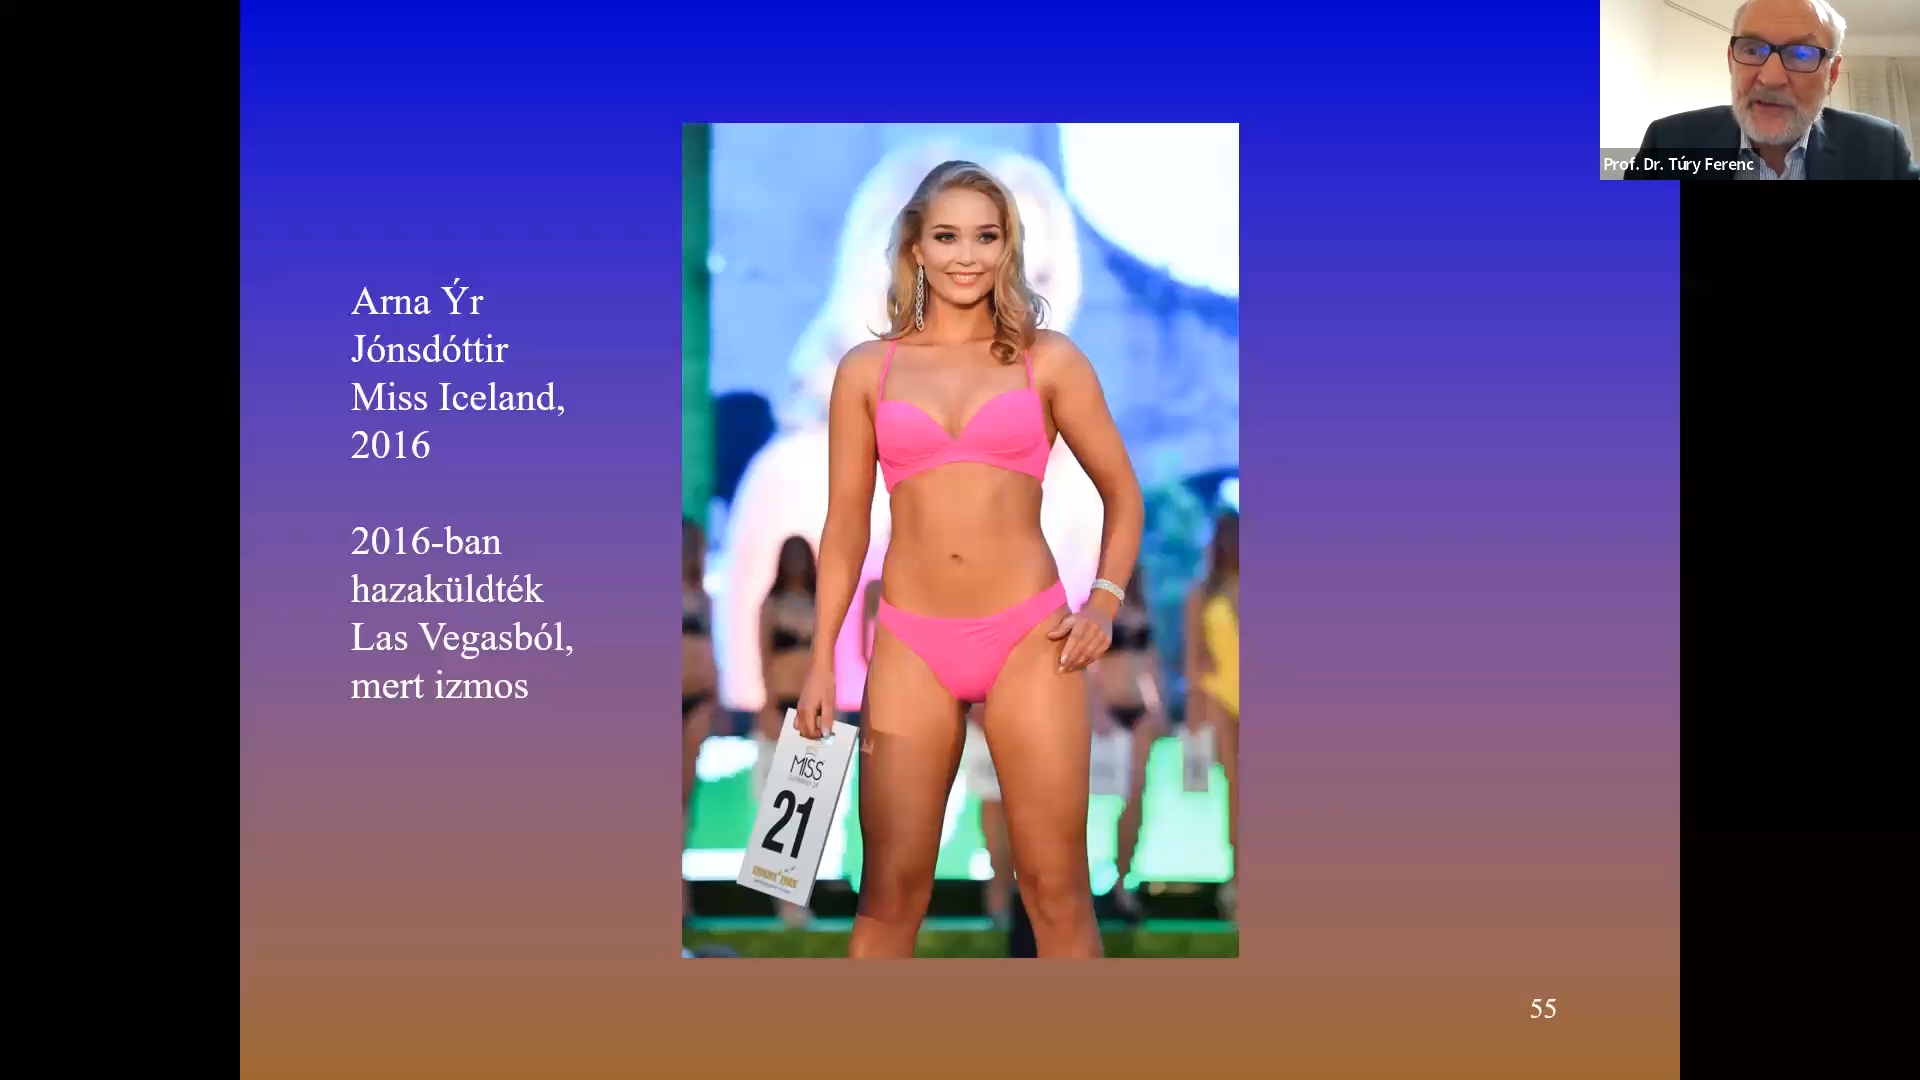 Prof. Dr. Túry Ferenc
Arna Ýr
Jónsdóttir
Miss Iceland,
2016
2016-ban
hazaküldték
Las Vegasból,
mert izmos
MISS
21
55